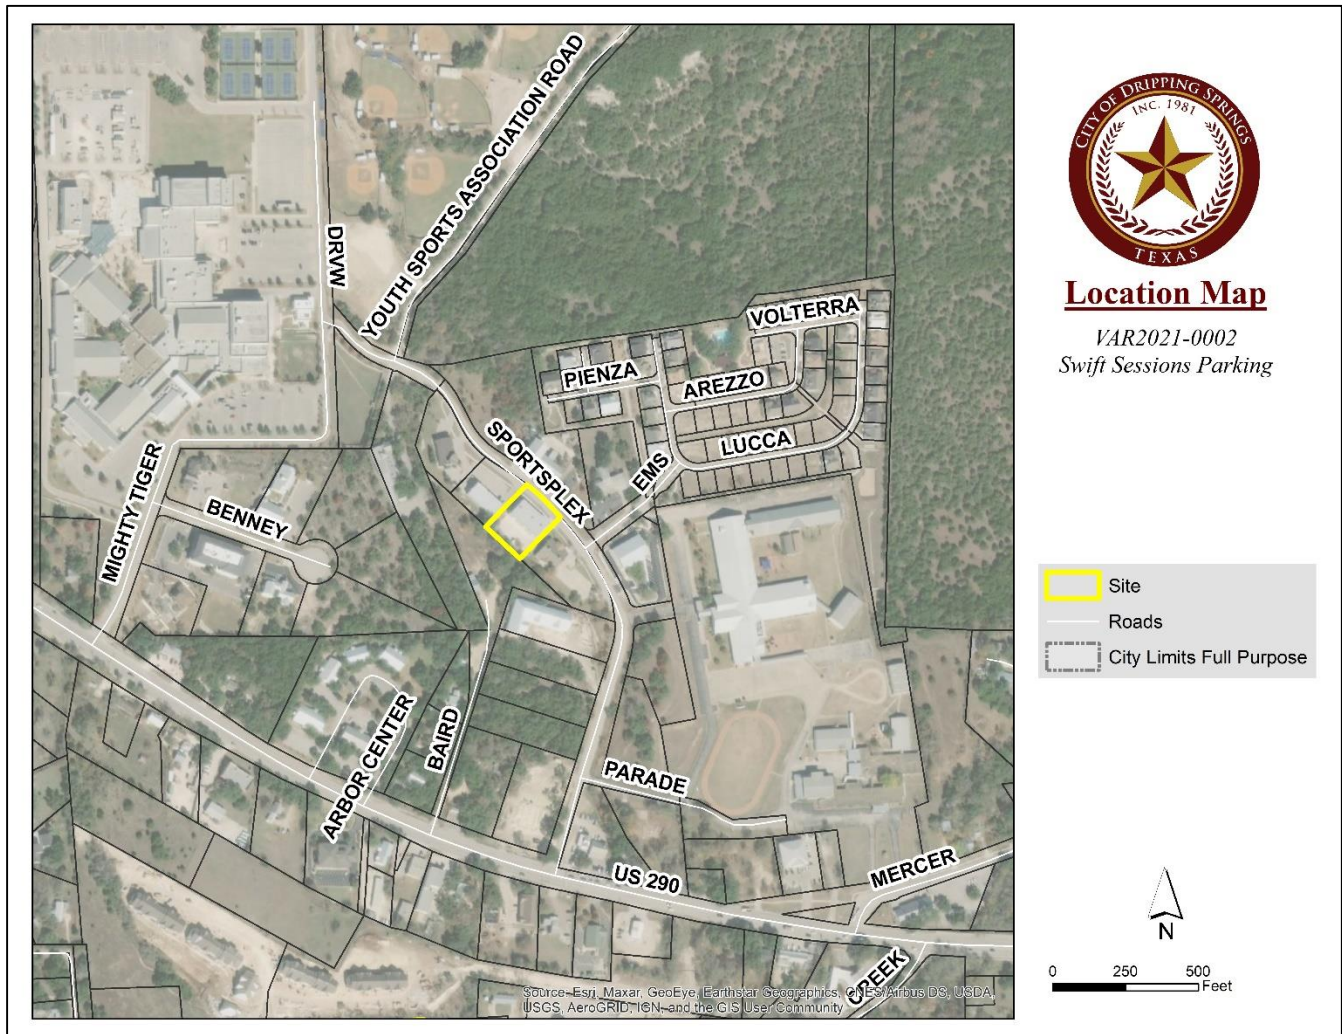 CITY OF DRIPPING SPRINGS
INC. 1981
TEXAS
Location Map
VAR2021-0002
Swift Sessions Parking
YOUTH SPORTS ASSOCIATION ROAD
DRVW
VOLTERRA
PIENZA
AREZZO
LUCCA
SPORTSPLEX
EMS
MIGHTY TIGER
BENNEY
ARBOR CENTER
BAIRD
PARADE
US 290
MERCER
CREEK
Site
Roads
City Limits Full Purpose
N
0 250 500
Feet
Source: Esri, Maxar, GeoEye, Earthstar Geographics, CNES/Airbus DS, USDA,
USGS, AeroGRID, IGN, and the GIS User Community